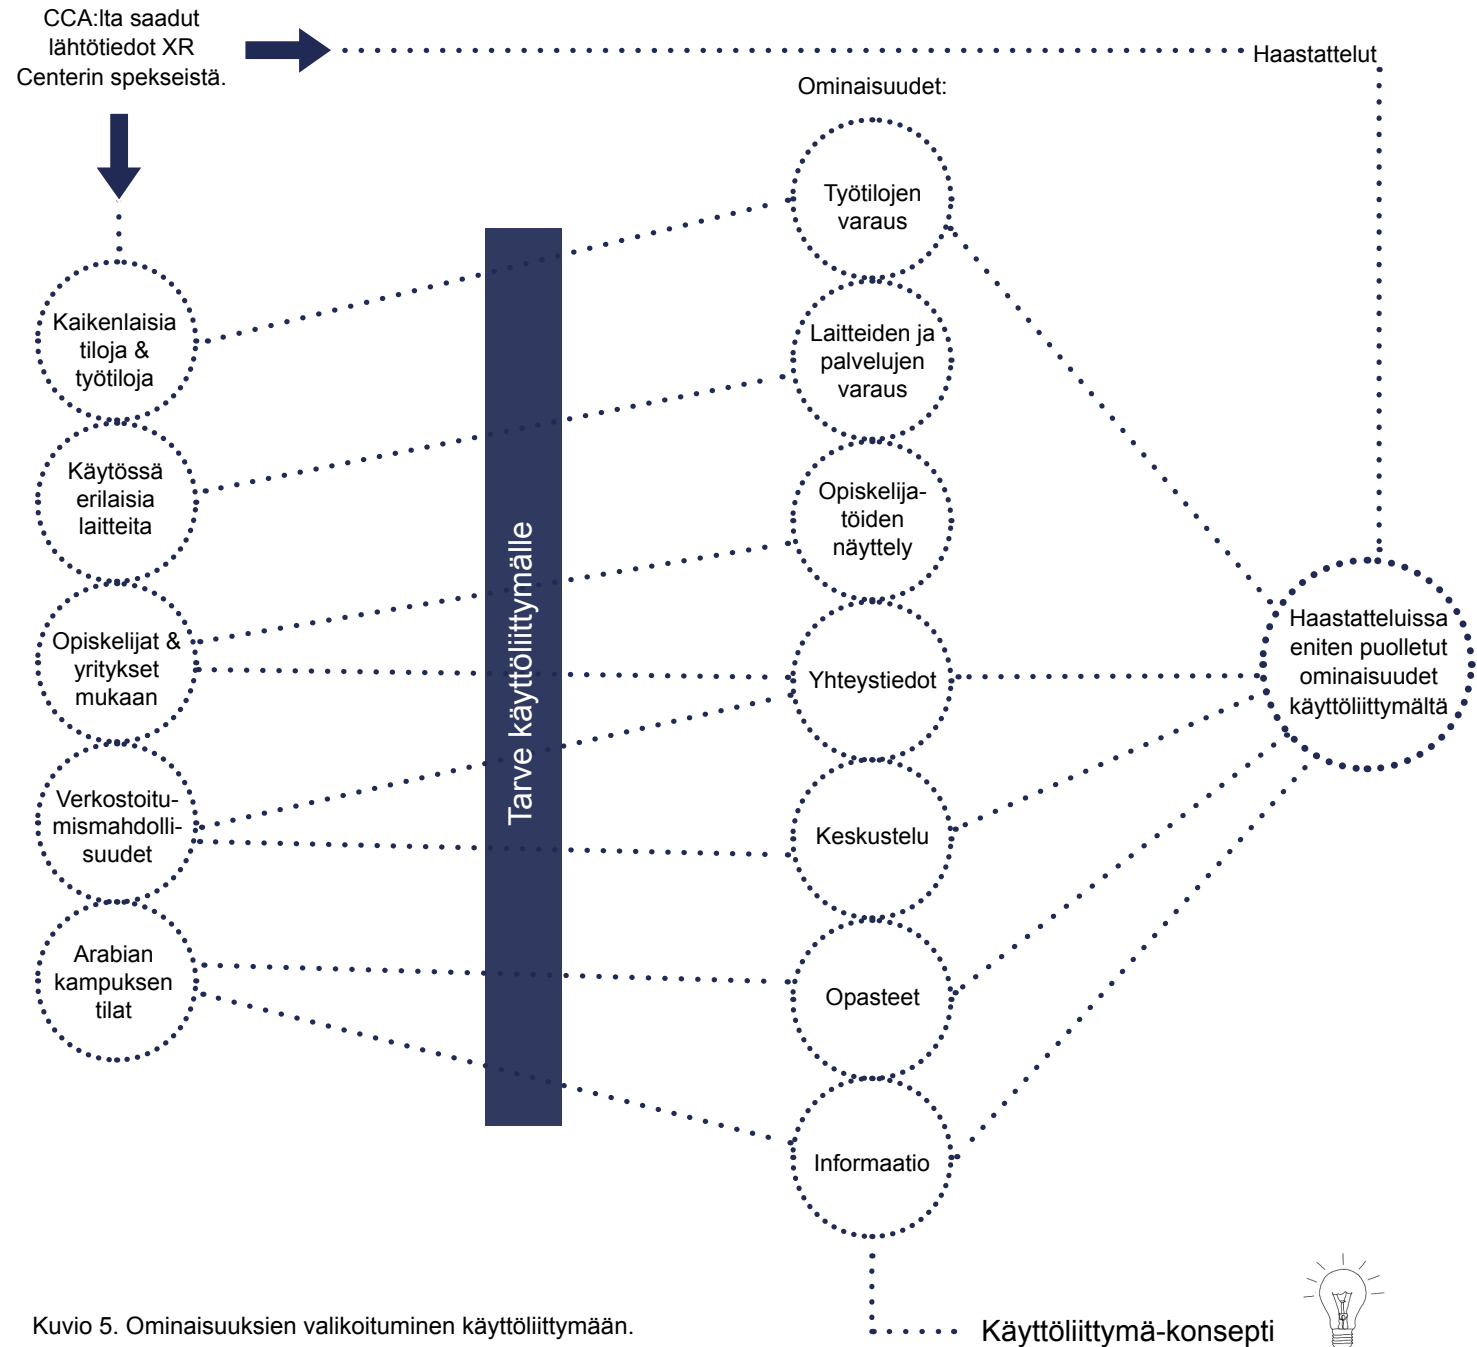 CCA:lta saadut
lähtötiedot XR
Centerin spekseistä.
Haastattelut
Ominaisuudet:
Kaikenlaisia
tiloja &
työtiloja
Käytössä
erilaisia
laitteita
Opiskelijat &
yritykset
mukaan
Verkostoitu-
mismahdolli-
suudet
Arabian
kampuksen
tilat
Tarve käyttöliittymälle
Työtilojen
varaus
Laitteiden ja
palvelujen
varaus
Opiskelija-
töiden
näyttely
Yhteystiedot
Keskustelu
Opasteet
Informaatio
Haastatteluissa
eniten puolletut
ominaisuudet
käyttöliittymältä
Käyttöliittymä-konsepti
Kuvio 5. Ominaisuuksien valikoituminen käyttöliittymään.